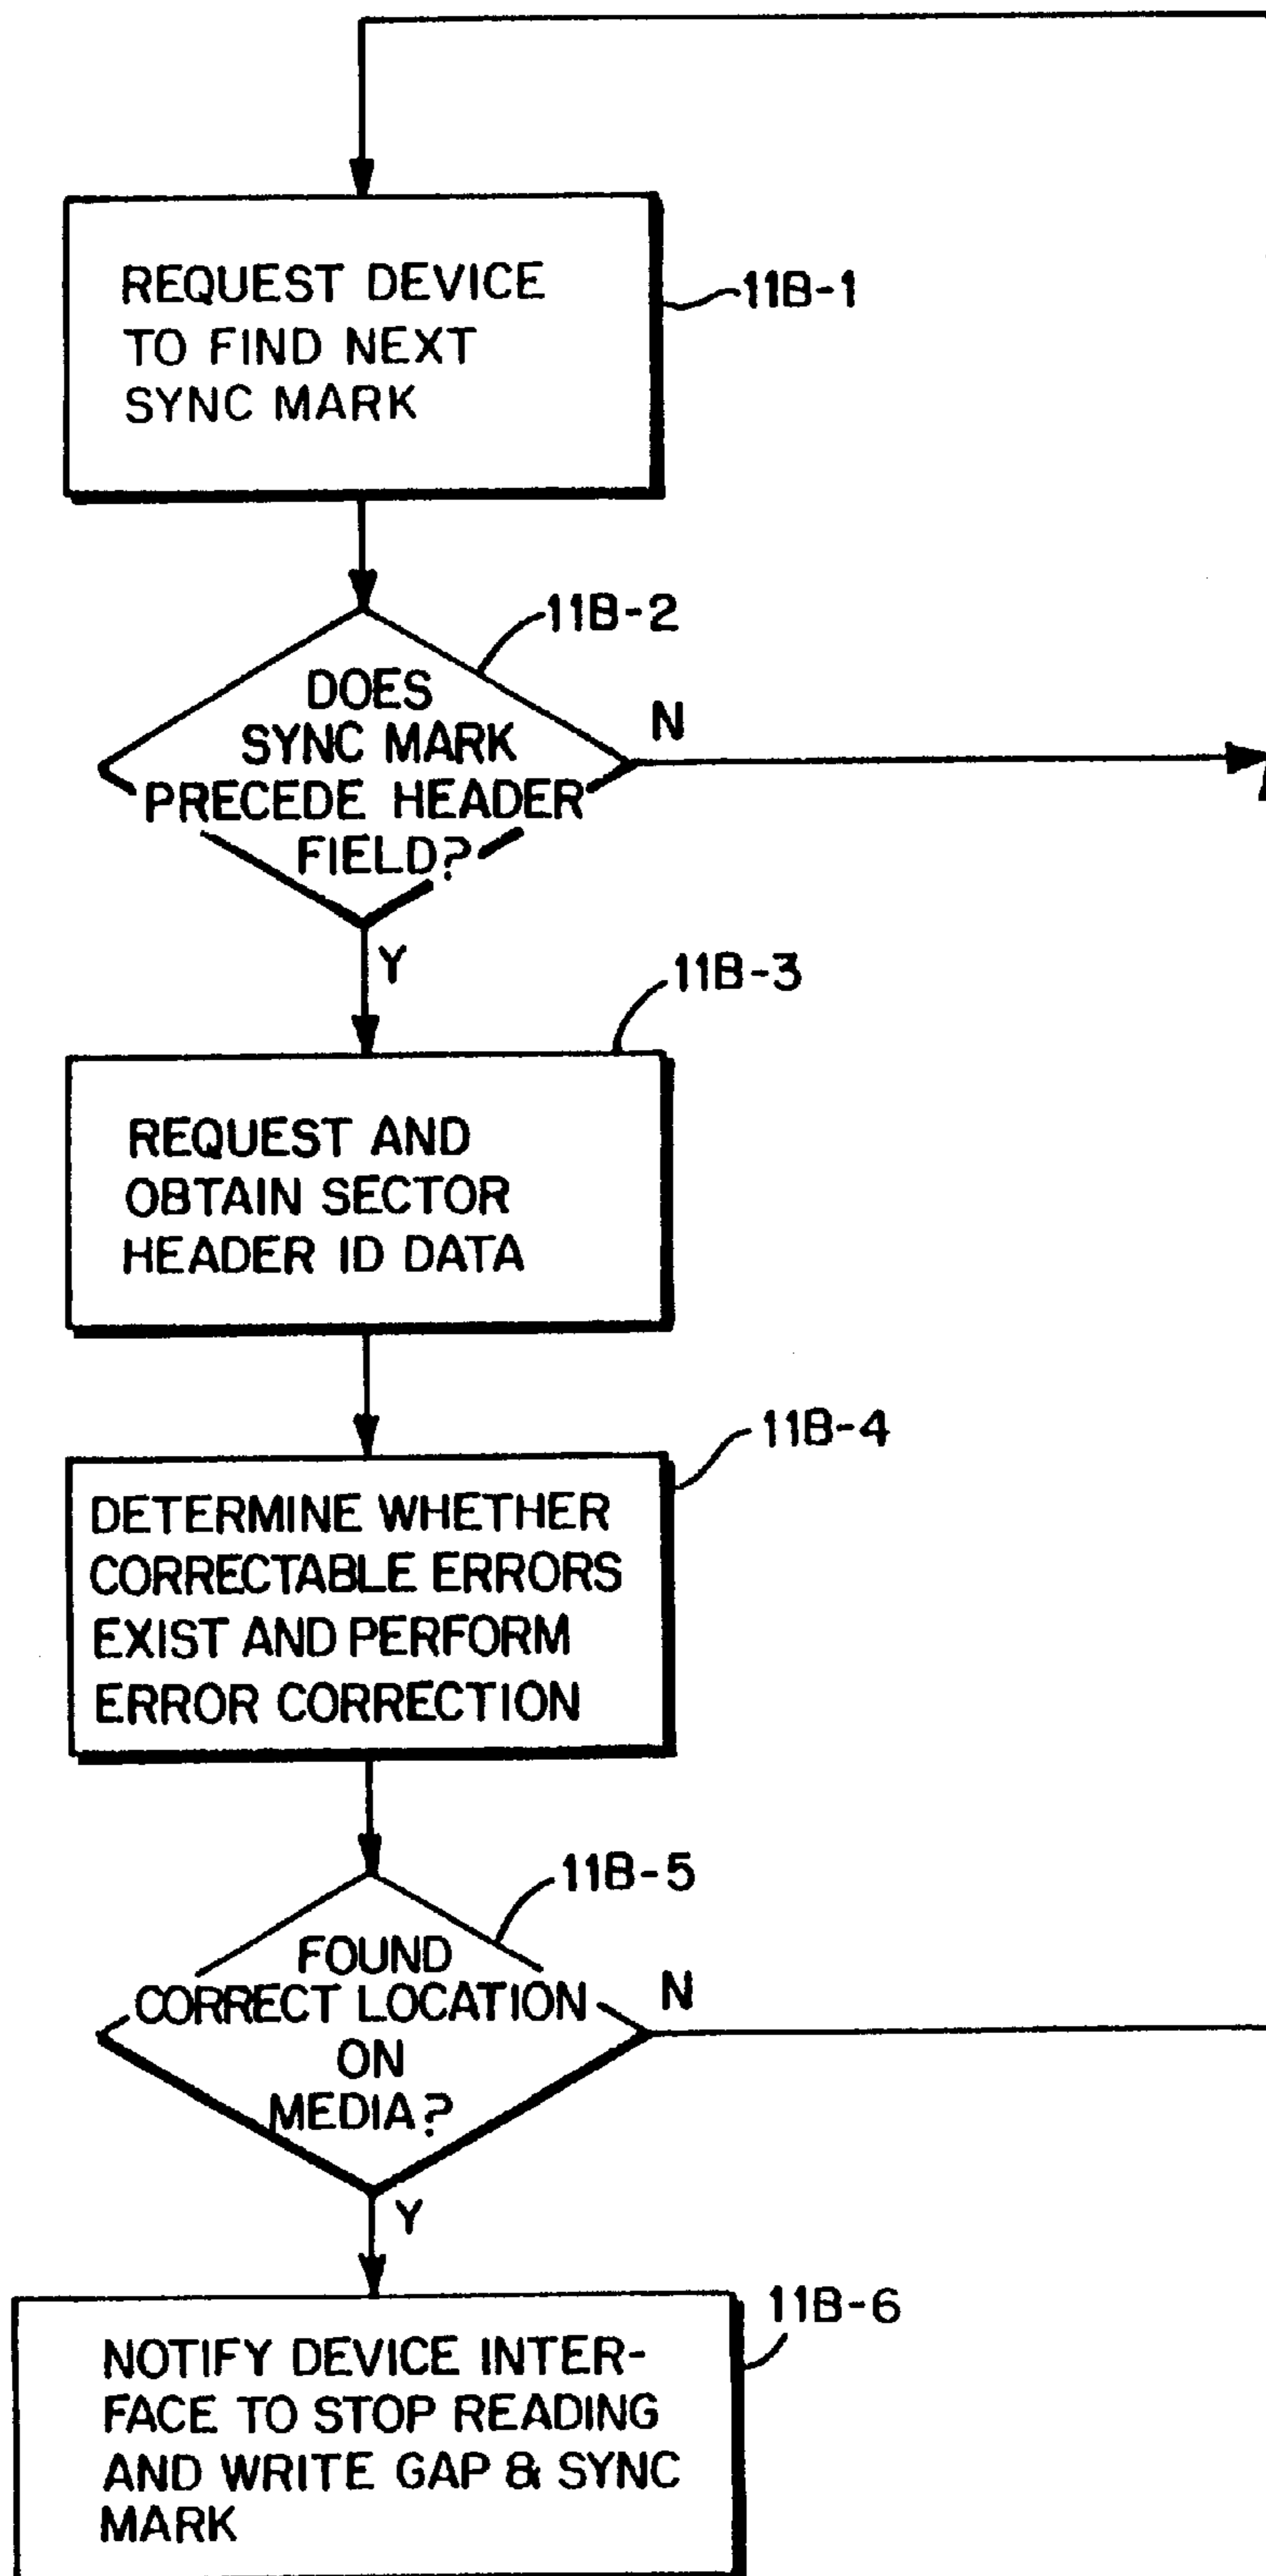 REQUEST DEVICE
TO FIND NEXT
SYNC MARK
11B-1
11B-2
DOES
SYNC MARK
PRECEDE HEADER
FIELD?
N
Y
11B-3
REQUEST AND
OBTAIN SECTOR
HEADER ID DATA
11B-4
DETERMINE WHETHER
CORRECTABLE ERRORS
EXIST AND PERFORM
ERROR CORRECTION
11B-5
FOUND
CORRECT LOCATION
ON
MEDIA?
N
Y
11B-6
NOTIFY DEVICE INTER-
FACE TO STOP READING
AND WRITE GAP & SYNC
MARK